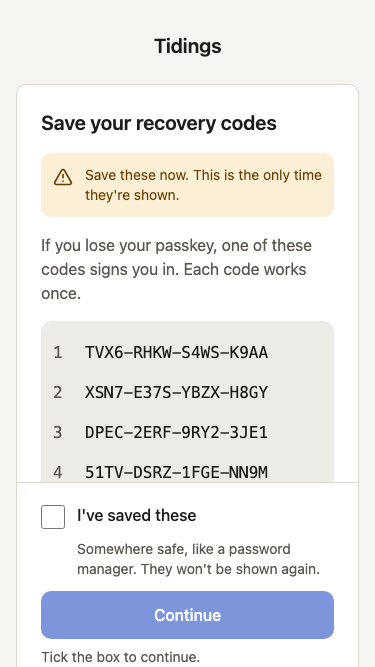 Tidings
Save your recovery codes
Save these now. This is the only time
they're shown.
If you lose your passkey, one of these
codes signs you in. Each code works
once.
1 TVX6-RHKW-S4WS-K9AA
2 XSN7-E37S-YBZX-H8GY
3 DPEC-2ERF-9RY2-3JE1
4 51TV-DSRZ-1FGE-NN9M
I've saved these
Somewhere safe, like a password
manager. They won't be shown again.
Continue
Tick the box to continue.